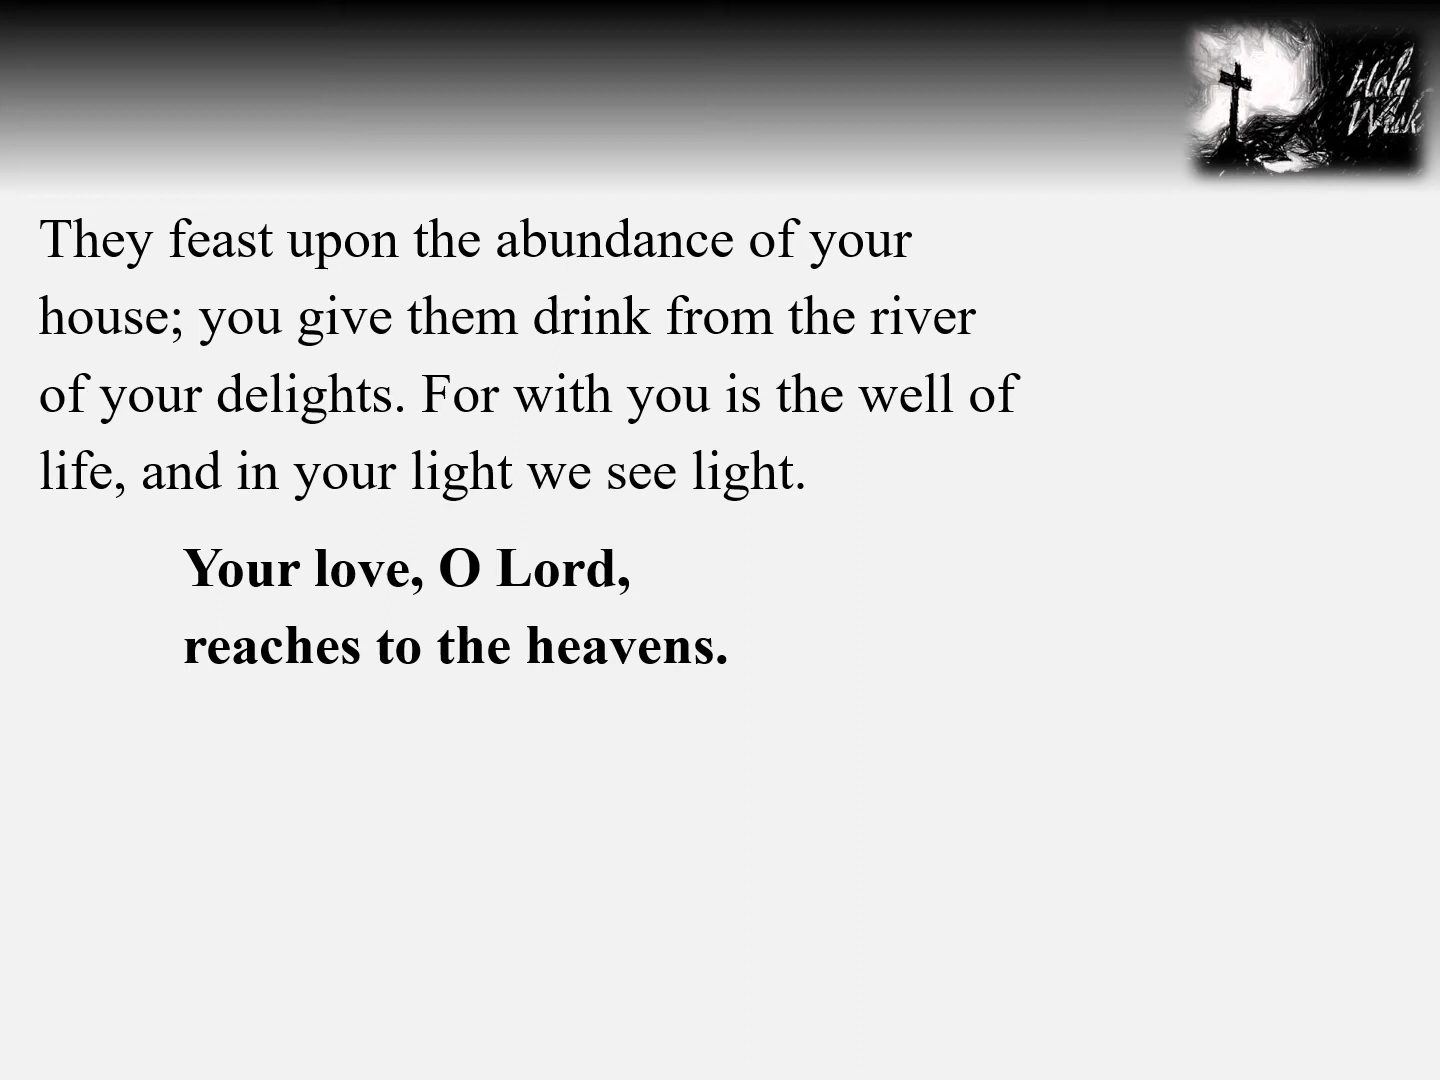 Holy
Week
They feast upon the abundance of your
house; you give them drink from the river
of your delights. For with you is the well of
life, and in your light we see light.
Your love, O Lord,
reaches to the heavens.